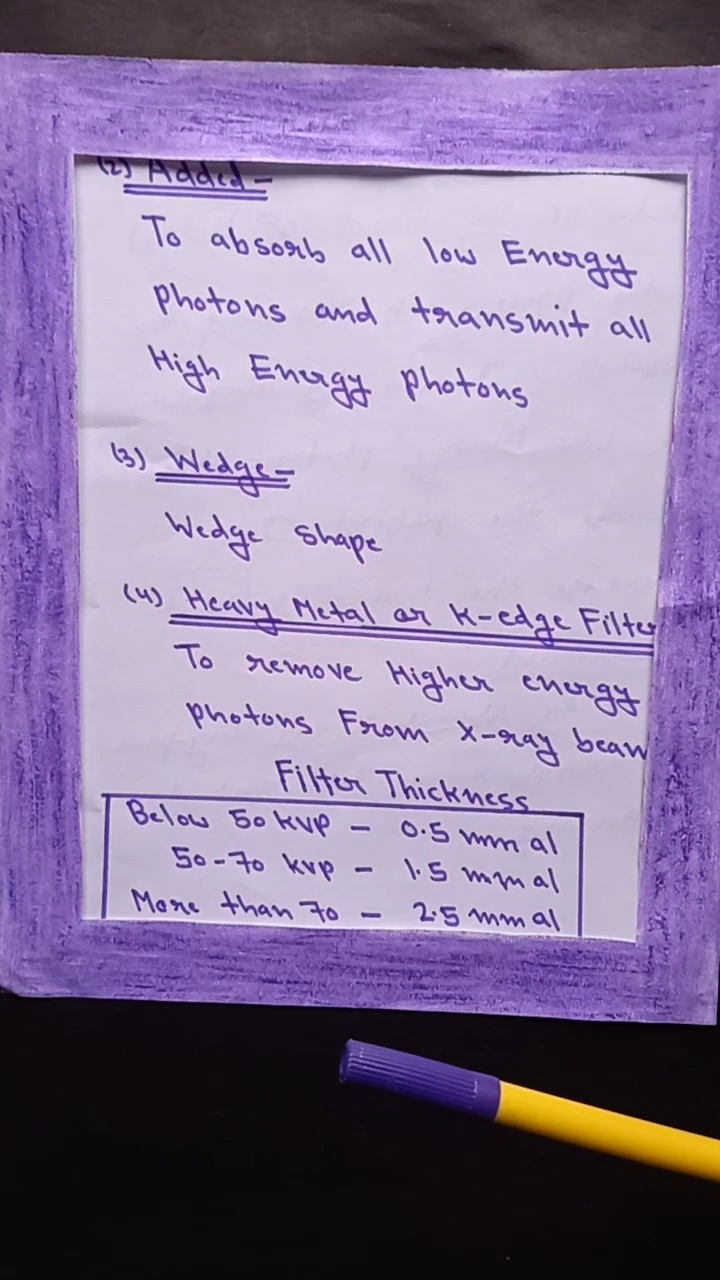 (2) Added-
To absorb all low Energy
photons and transmit all
High Energy photons
(3) Wedge-
Wedge shape
(4) Heavy Metal or K-edge Filter
To remove Higher energy
photons From X-ray beam
Filter Thickness
Below 50 kvp - 0.5 mm al
50-70 kvp - 1.5 mm al
More than 70 - 2.5 mm al